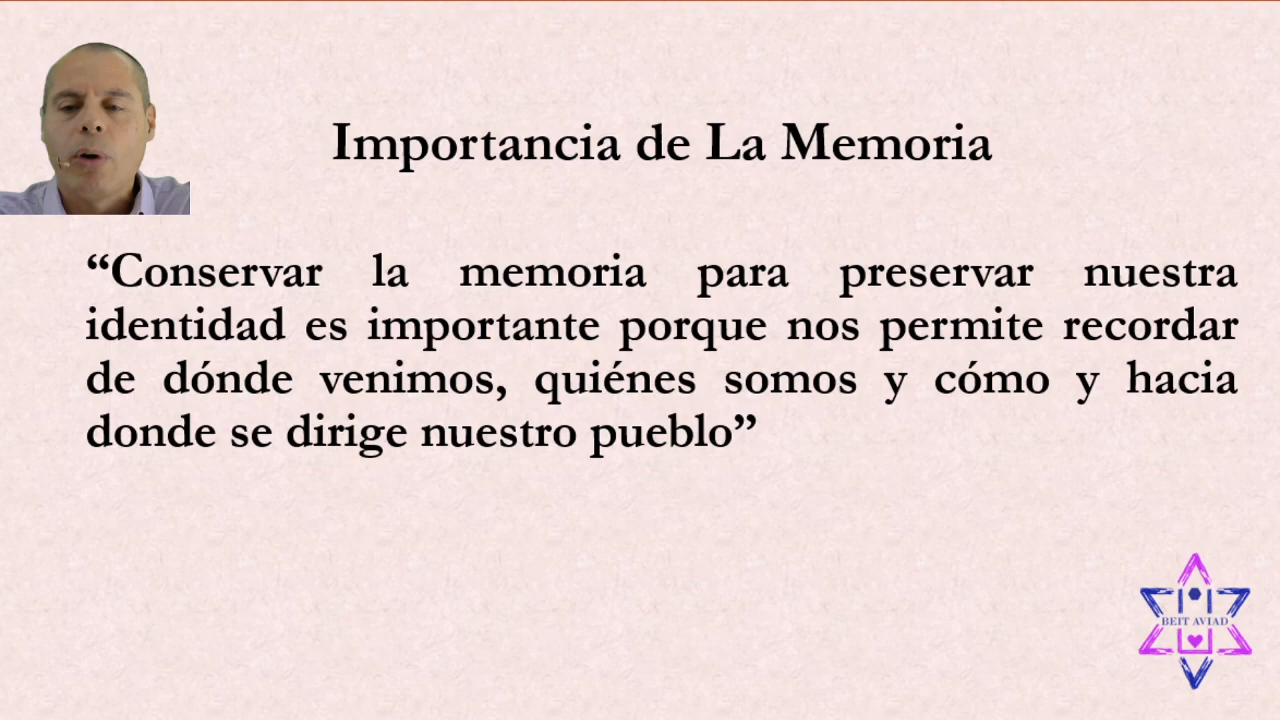 Importancia de La Memoria
“Conservar la memoria para preservar nuestra
identidad es importante porque nos permite recordar
de dónde venimos, quiénes somos y cómo y hacia
donde se dirige nuestro pueblo”
BEIT AVIAD